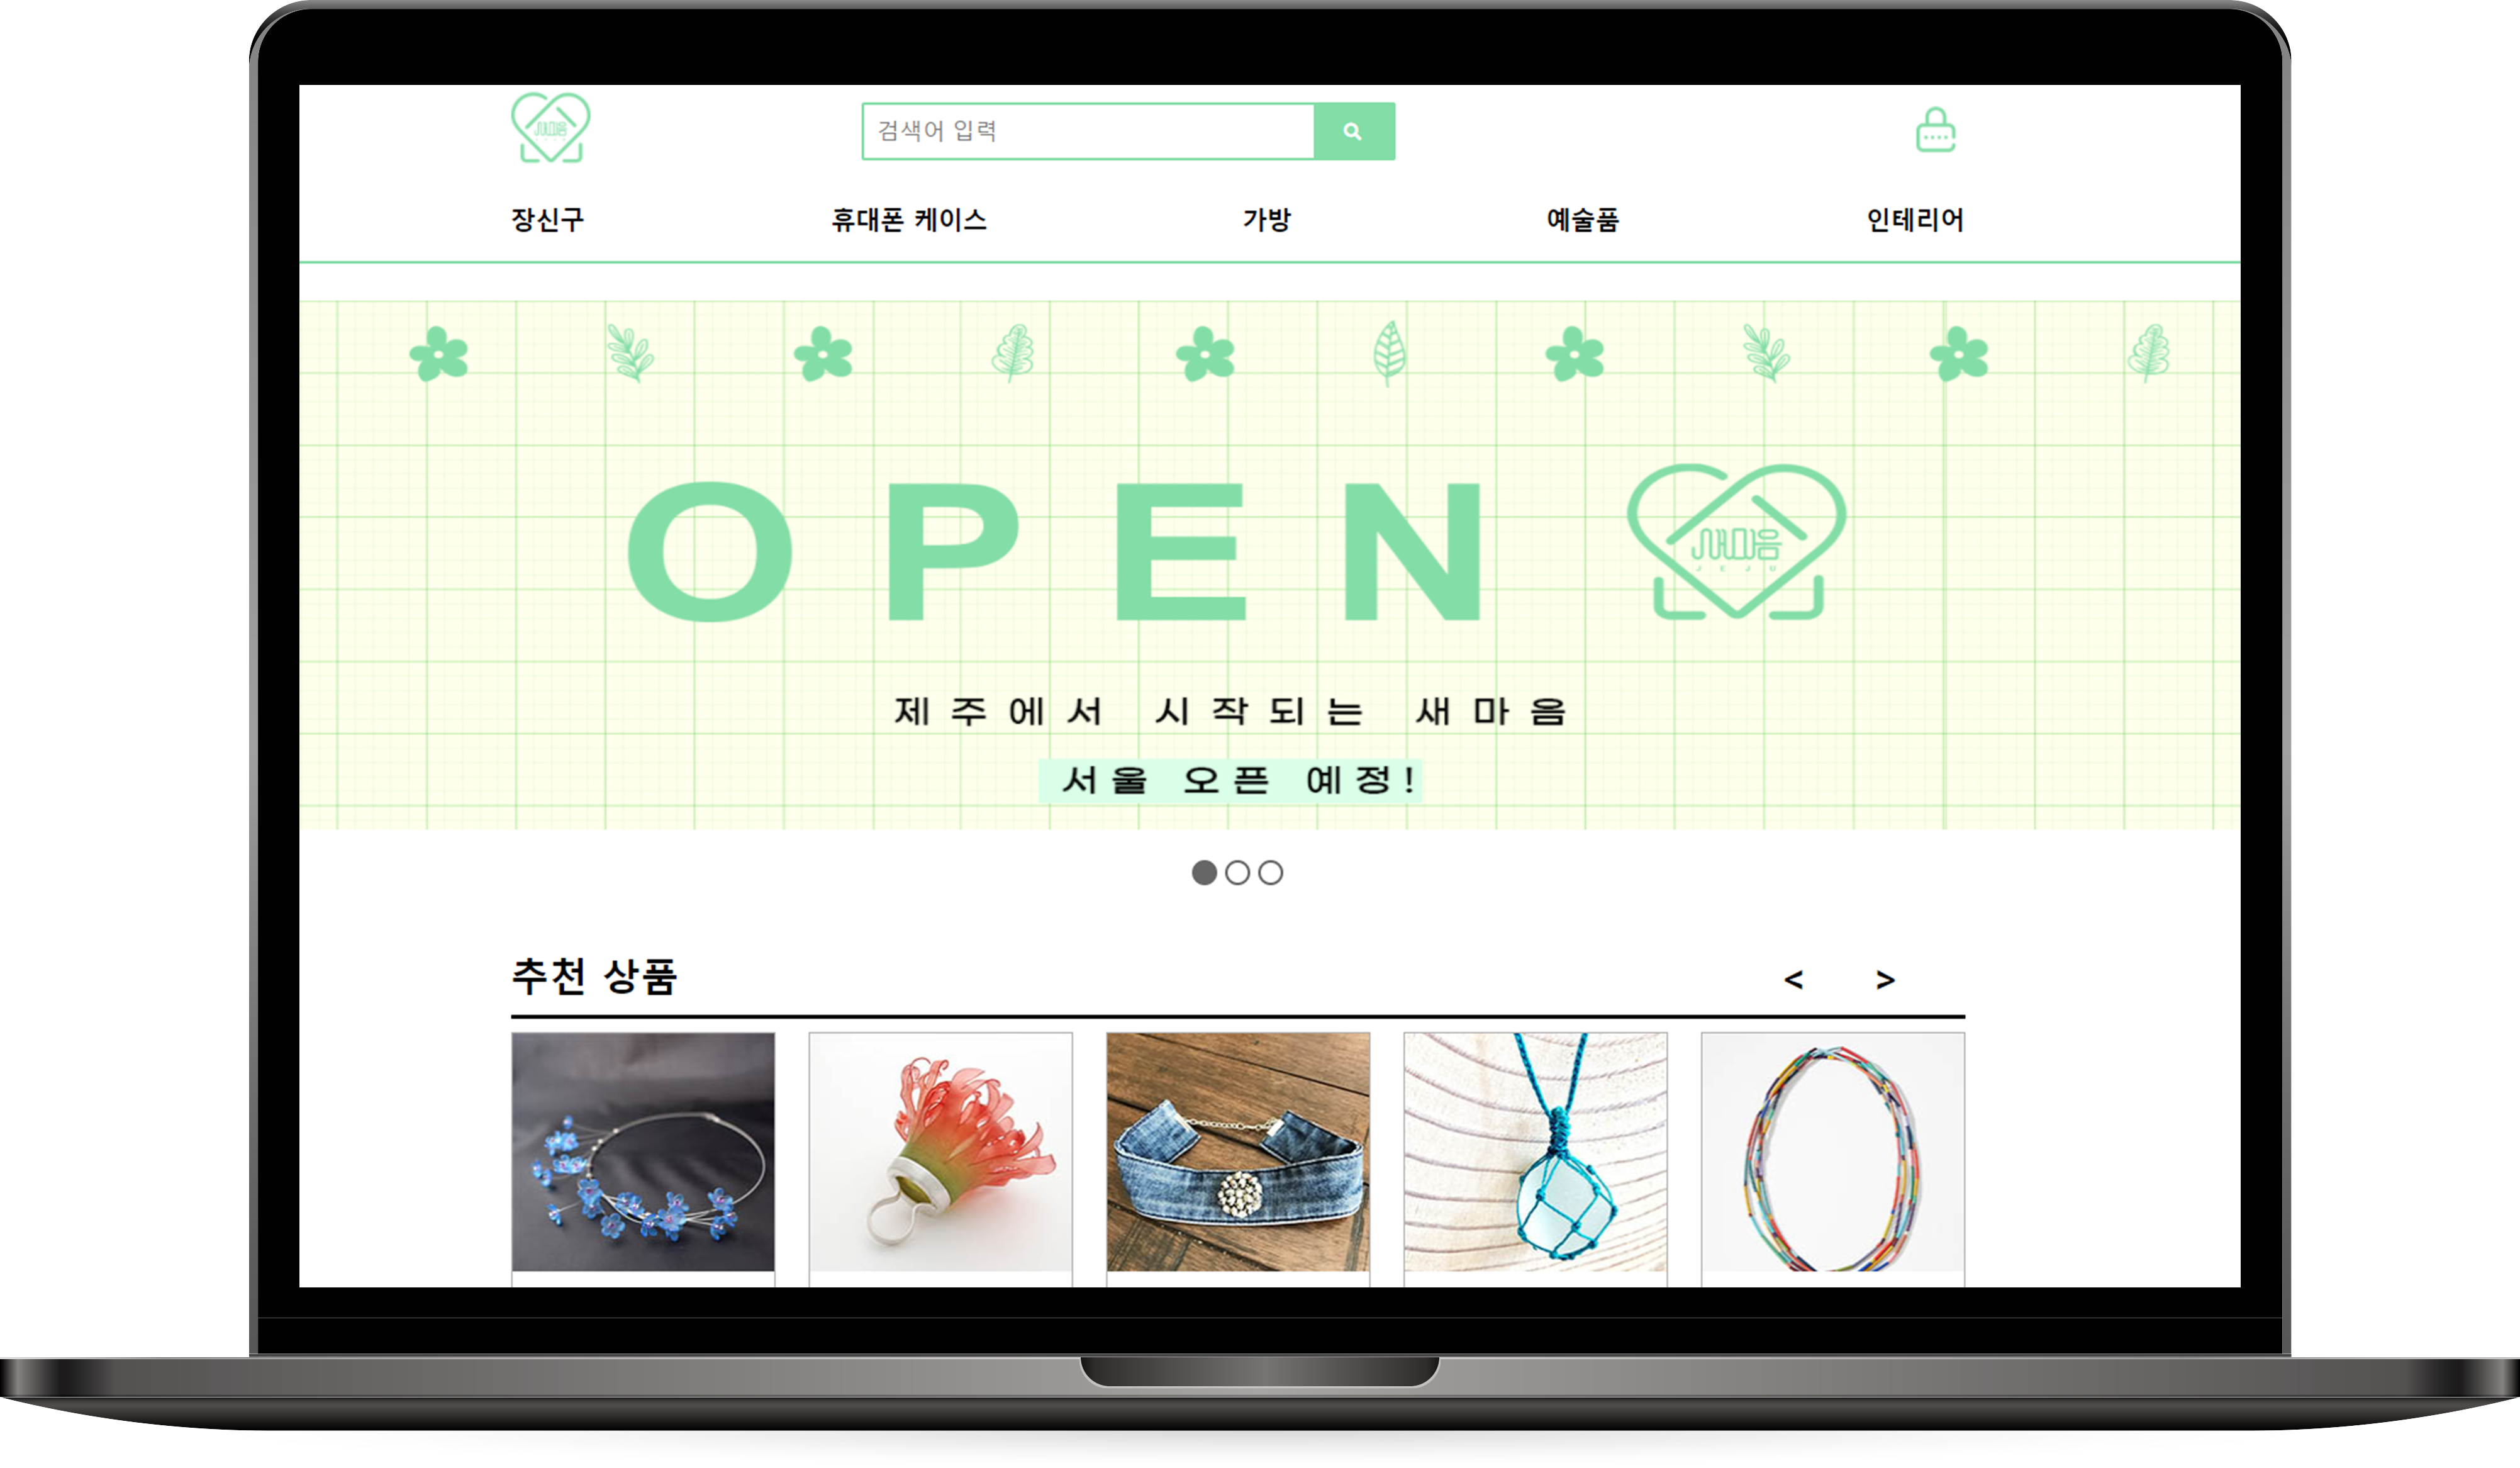 새마음
검색어 입력
장신구 휴대폰 케이스 가방 예술품 인테리어
OPEN
새마음
JEJU
제주에서 시작되는 새마음
서울 오픈 예정!
추천 상품 < >